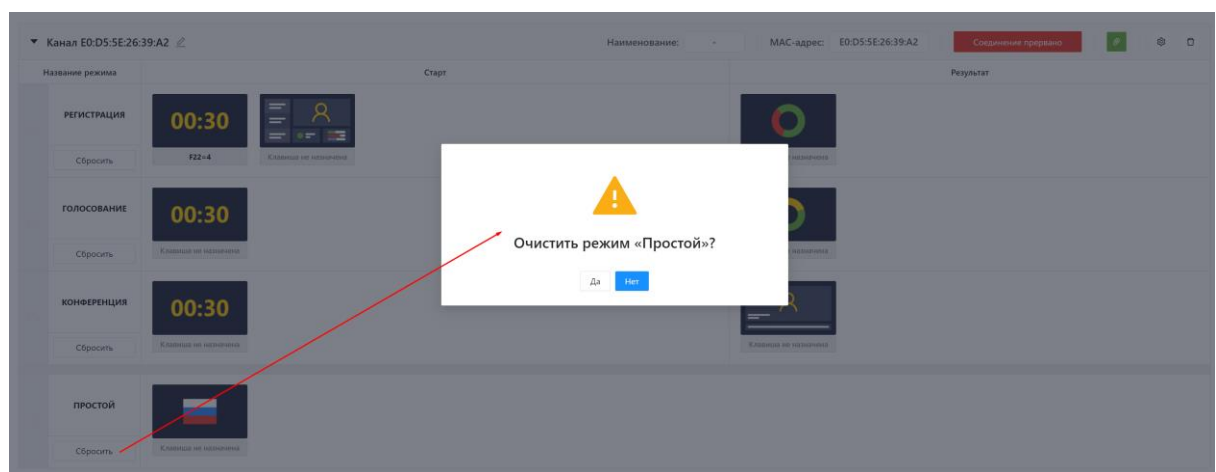 Канал E0:D5:5E:26:39:A2
Наименование: -
MAC-адрес: E0:D5:5E:26:39:A2
Соединение прервано
Название режима
Старт
Результат
РЕГИСТРАЦИЯ
00:30
Сбросить
F22=4
Клавиша не назначена
назначена
ГОЛОСОВАНИЕ
00:30
Сбросить
Клавиша не назначена
назначена
Очистить режим «Простой»?
Да
Нет
КОНФЕРЕНЦИЯ
00:30
Сбросить
Клавиша не назначена
Клавиша не назначена
ПРОСТОЙ
Сбросить
Клавиша не назначена